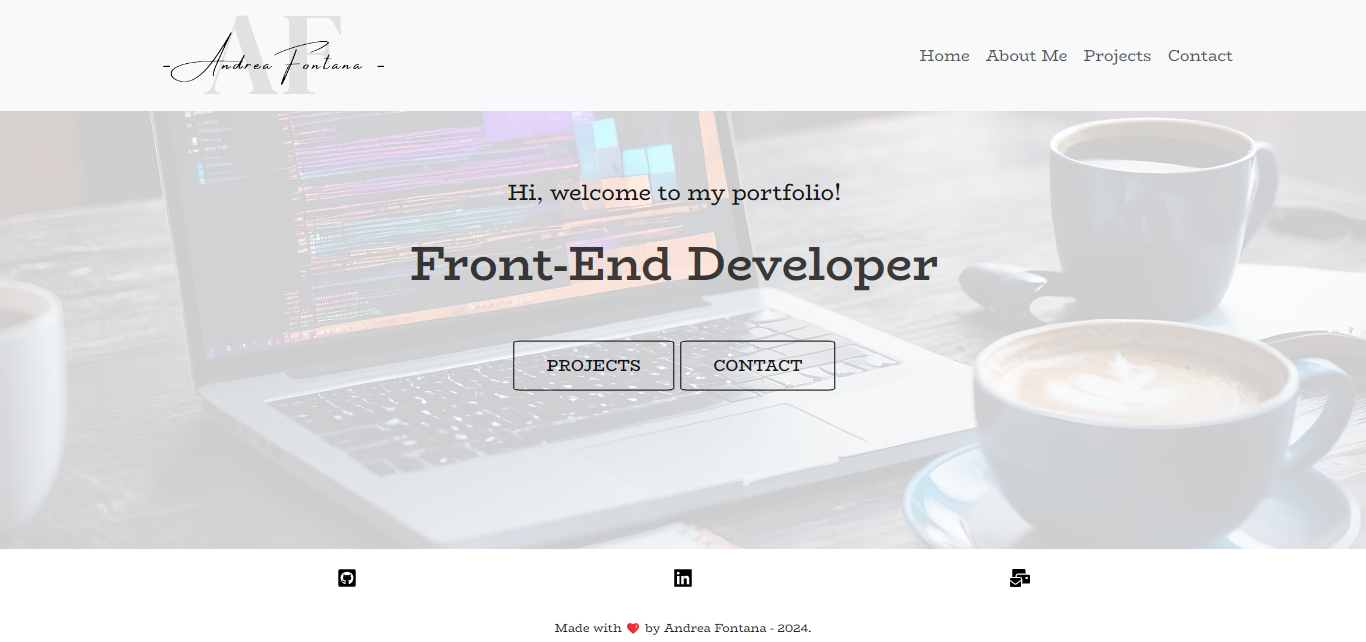 AF
- Andrea Fontana -
Home About Me Projects Contact
Hi, welcome to my portfolio!
Front-End Developer
PROJECTS CONTACT
in
Made with ❤️ by Andrea Fontana - 2024.